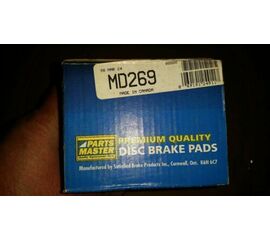 MD269
MADE IN CANADA
PARTS
MASTER
PREMIUM QUALITY
DISC BRAKE PADS
Manufactured by Satisfied Brake Products Inc., Cornwall, Ont. K6H 6C7